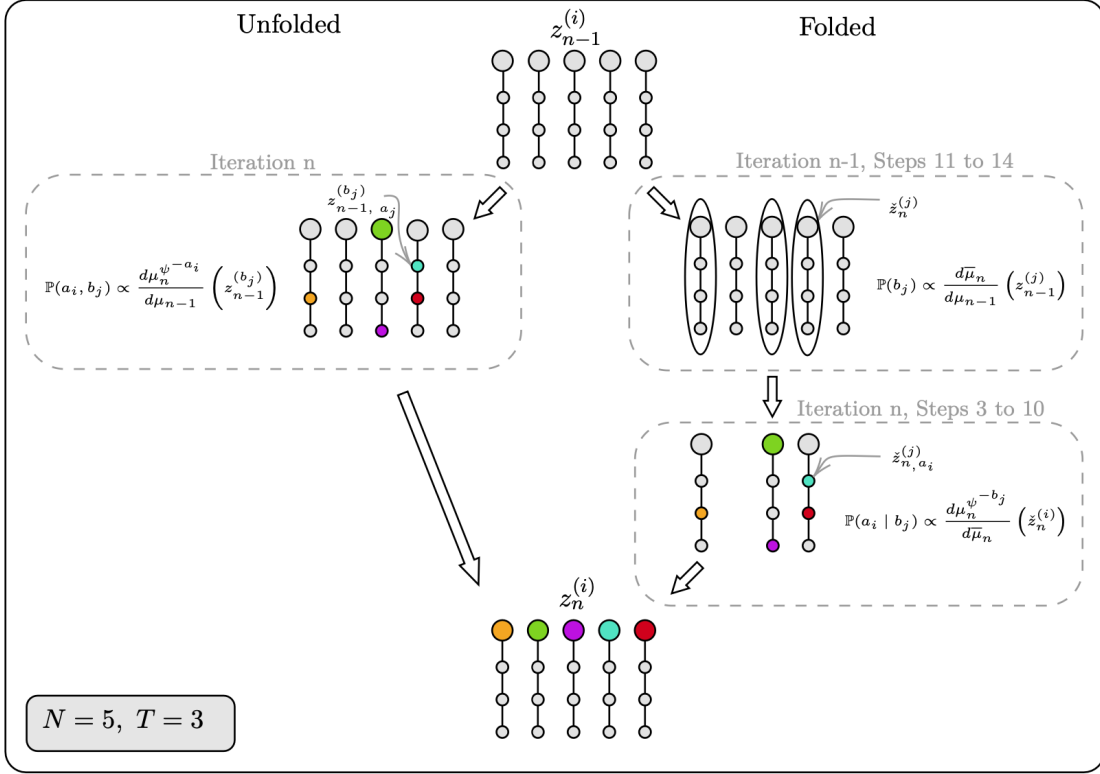 Unfolded
Folded
$z_{n-1}^{(i)}$
Iteration n
Iteration n-1, Steps 11 to 14
$z_{n-1,\, a_j}^{(b_j)}$
$\check{z}_n^{(j)}$
$\mathbb{P}(a_i, b_j) \propto \frac{d\mu_n^{\psi^{-a_i}}}{d\mu_{n-1}} \left( z_{n-1}^{(b_j)} \right)$
$\mathbb{P}(b_j) \propto \frac{d\overline{\mu}_n}{d\mu_{n-1}} \left( z_{n-1}^{(j)} \right)$
Iteration n, Steps 3 to 10
$\check{z}_{n, a_i}^{(j)}$
$\mathbb{P}(a_i \mid b_j) \propto \frac{d\mu_n^{\psi^{-b_j}}}{d\overline{\mu}_n} \left( \check{z}_n^{(i)} \right)$
$z_n^{(i)}$
$N = 5,\ T = 3$